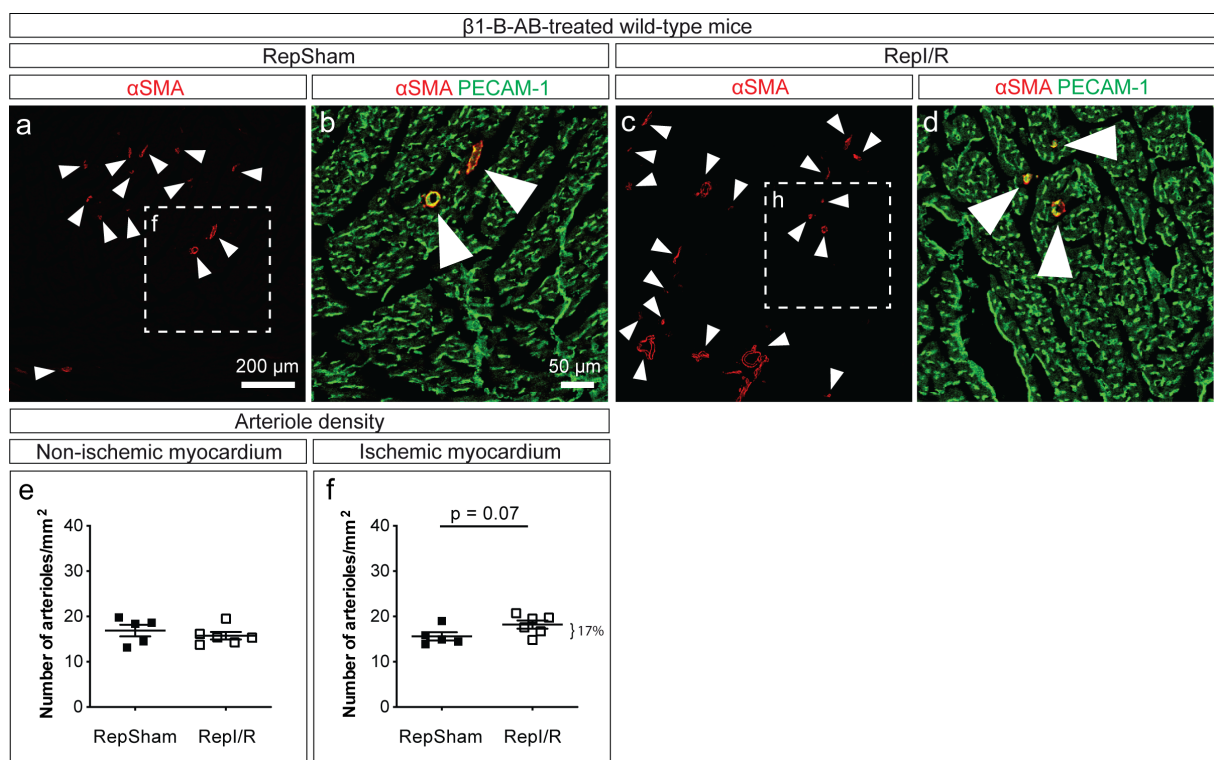 β1-B-AB-treated wild-type mice
RepSham
RepI/R
αSMA
αSMA PECAM-1
αSMA
αSMA PECAM-1
a
b
c
d
f
h
200 µm
50 µm
Arteriole density
Non-ischemic myocardium
Ischemic myocardium
e
Number of arterioles/mm²
40
30
20
10
0
RepSham
RepI/R
f
Number of arterioles/mm²
40
30
20
10
0
p = 0.07
}17%
RepSham
RepI/R